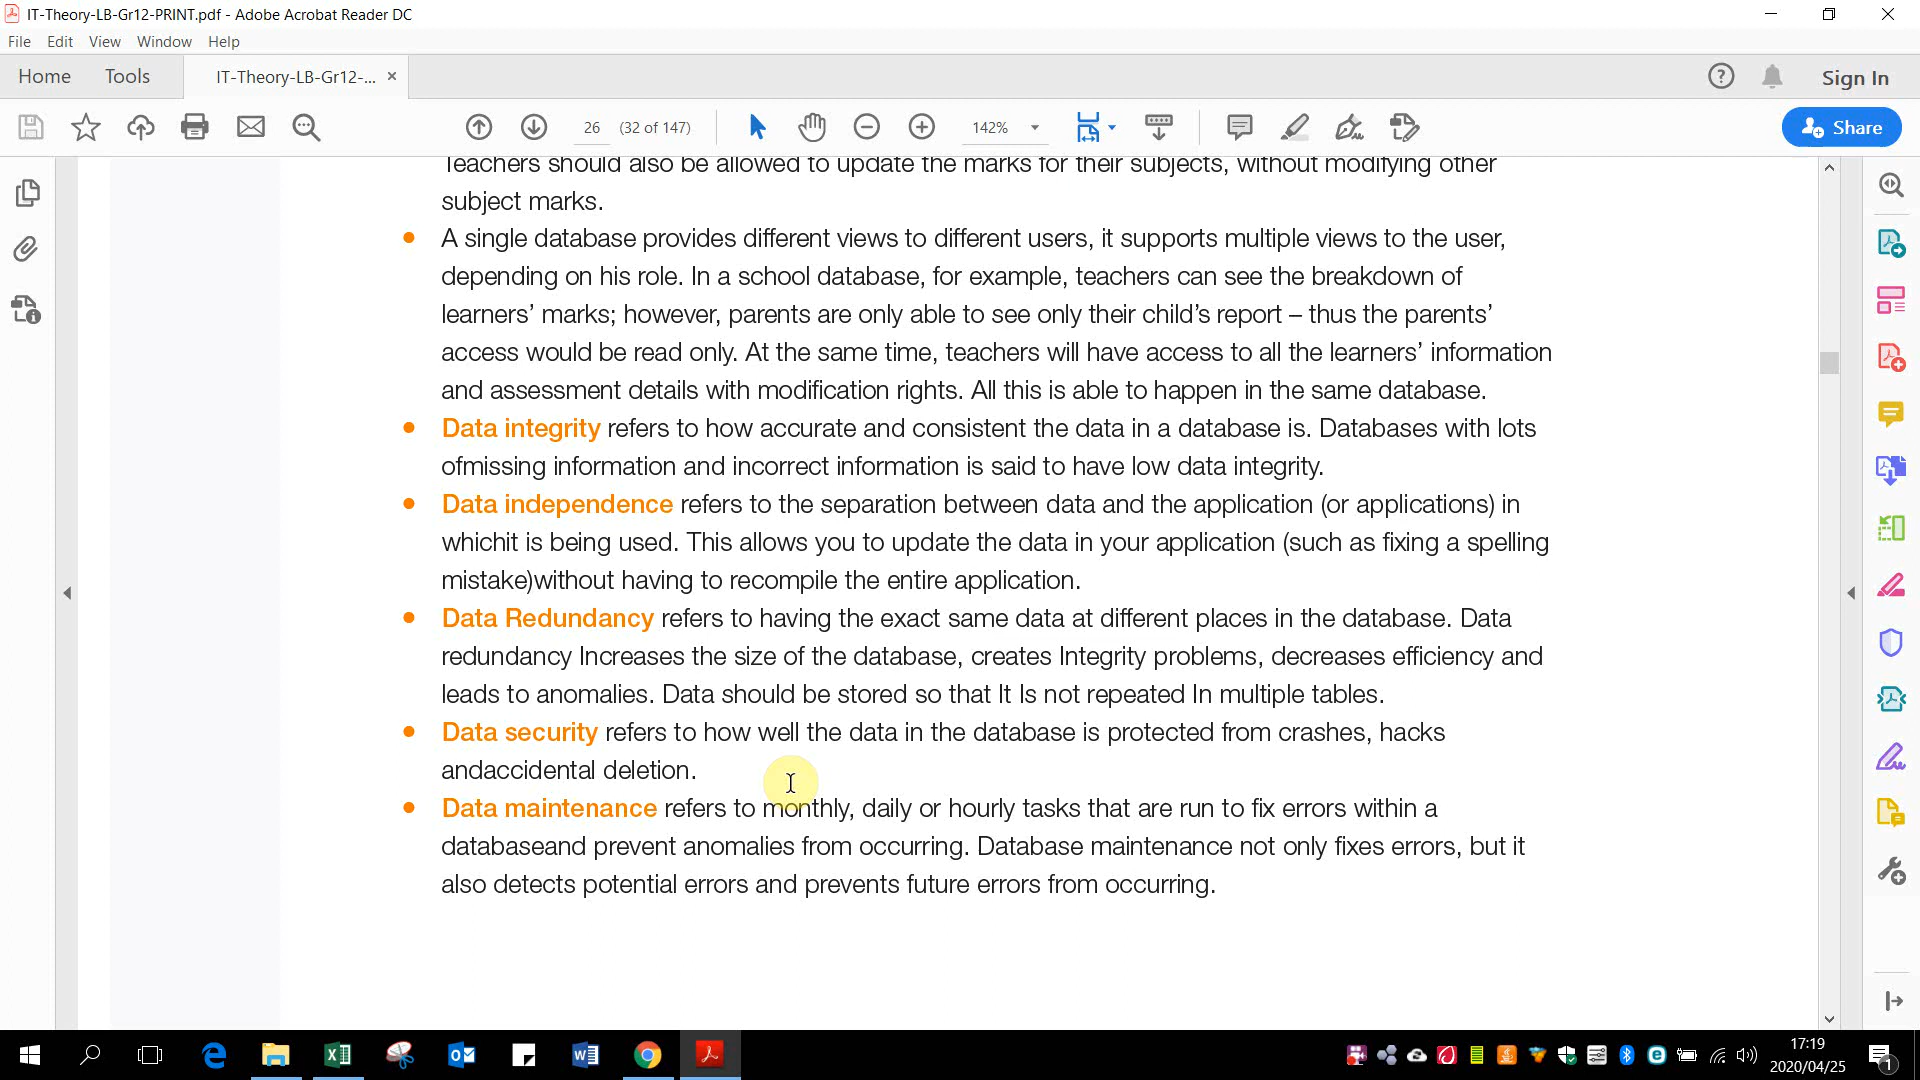 IT-Theory-LB-Gr12-PRINT.pdf - Adobe Acrobat Reader DC
File Edit View Window Help
Home Tools IT-Theory-LB-Gr12-... × Sign In
26 (32 of 147) 142% Share
Teachers should also be allowed to update the marks for their subjects, without modifying other
subject marks.
• A single database provides different views to different users, it supports multiple views to the user,
depending on his role. In a school database, for example, teachers can see the breakdown of
learners’ marks; however, parents are only able to see only their child’s report – thus the parents’
access would be read only. At the same time, teachers will have access to all the learners’ information
and assessment details with modification rights. All this is able to happen in the same database.
• Data integrity refers to how accurate and consistent the data in a database is. Databases with lots
ofmissing information and incorrect information is said to have low data integrity.
• Data independence refers to the separation between data and the application (or applications) in
whichit is being used. This allows you to update the data in your application (such as fixing a spelling
mistake)without having to recompile the entire application.
• Data Redundancy refers to having the exact same data at different places in the database. Data
redundancy Increases the size of the database, creates Integrity problems, decreases efficiency and
leads to anomalies. Data should be stored so that It Is not repeated In multiple tables.
• Data security refers to how well the data in the database is protected from crashes, hacks
andaccidental deletion.
• Data maintenance refers to monthly, daily or hourly tasks that are run to fix errors within a
databaseand prevent anomalies from occurring. Database maintenance not only fixes errors, but it
also detects potential errors and prevents future errors from occurring.
17:19
2020/04/25
1